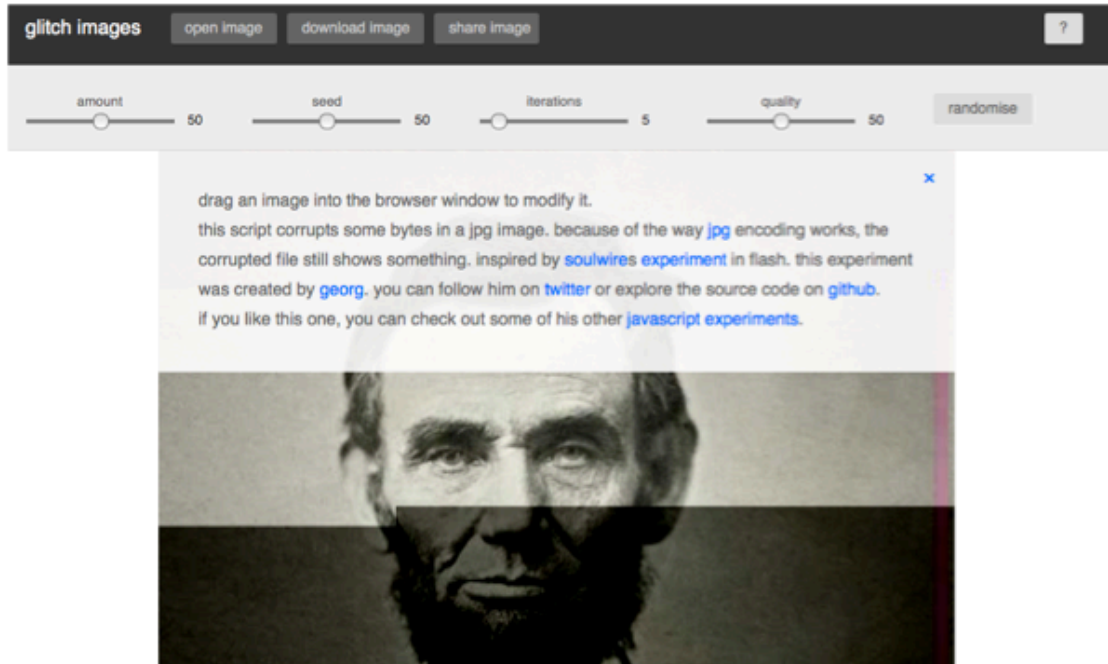 glitch images open image download image share image ?
amount seed iterations quality
50 50 5 50 randomise
×
drag an image into the browser window to modify it.
this script corrupts some bytes in a jpg image. because of the way jpg encoding works, the
corrupted file still shows something. inspired by soulwires experiment in flash. this experiment
was created by georg. you can follow him on twitter or explore the source code on github.
if you like this one, you can check out some of his other javascript experiments.